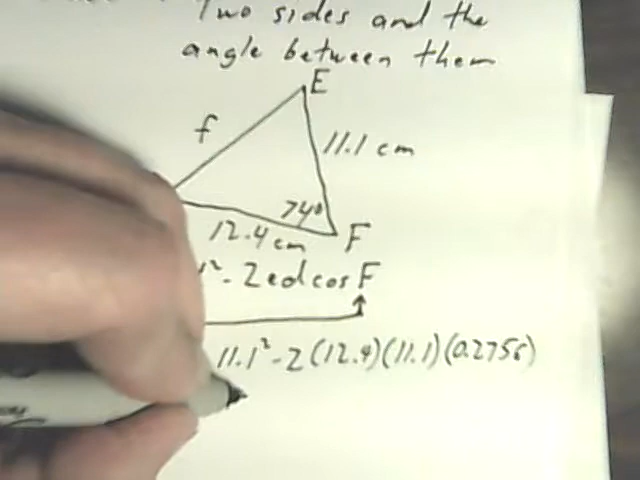 Two sides and the
angle between them
E
f
11.1 cm
74°
12.4 cm
F
² - 2ed cos F
11.1² - 2(12.4)(11.1)(0.2756)